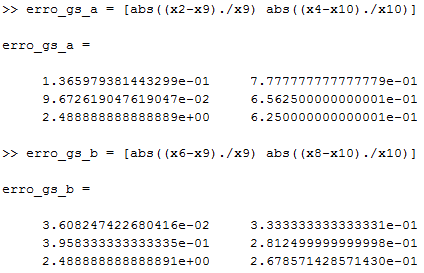 >> erro_gs_a = [abs((x2-x9)./x9) abs((x4-x10)./x10)]
erro_gs_a =
1.365979381443299e-01 7.777777777777779e-01
9.672619047619047e-02 6.562500000000001e-01
2.488888888888889e+00 6.250000000000001e-01
>> erro_gs_b = [abs((x6-x9)./x9) abs((x8-x10)./x10)]
erro_gs_b =
3.608247422680416e-02 3.333333333333331e-01
3.958333333333335e-01 2.812499999999998e-01
2.488888888888891e+00 2.678571428571430e-01